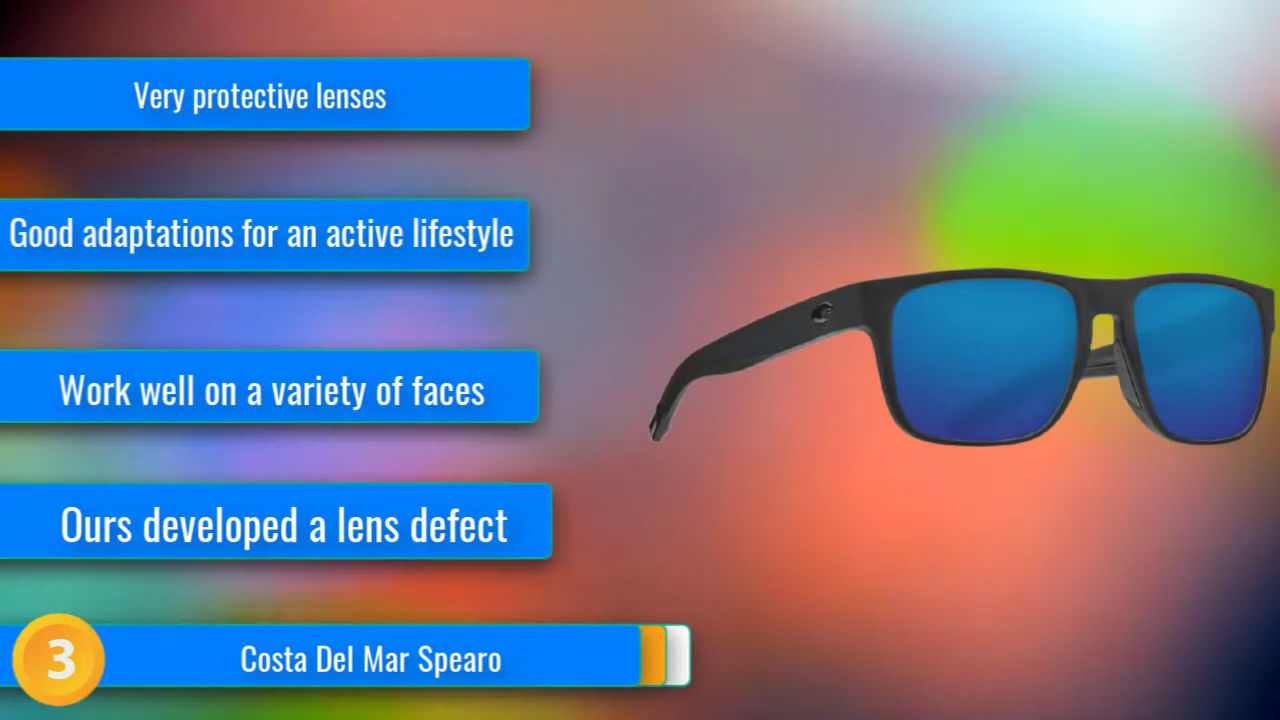 Very protective lenses
Good adaptations for an active lifestyle
Work well on a variety of faces
Ours developed a lens defect
3
Costa Del Mar Spearo